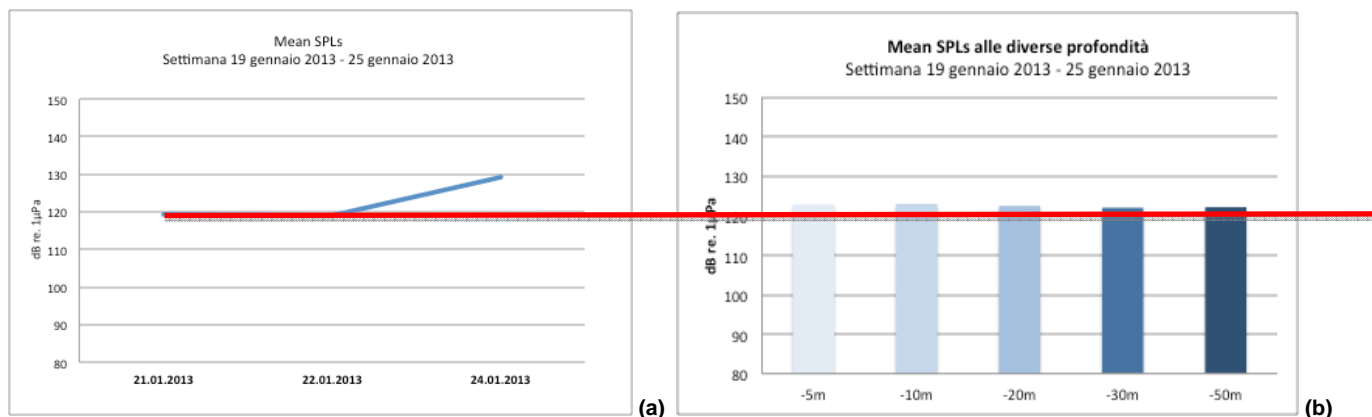 Mean SPLs
Settimana 19 gennaio 2013 - 25 gennaio 2013
150
140
130
120
110
100
90
80
dB re. 1μPa
21.01.2013 22.01.2013 24.01.2013
(a)
Mean SPLs alle diverse profondità
Settimana 19 gennaio 2013 - 25 gennaio 2013
150
140
130
120
110
100
90
80
dB re. 1μPa
-5m -10m -20m -30m -50m
(b)